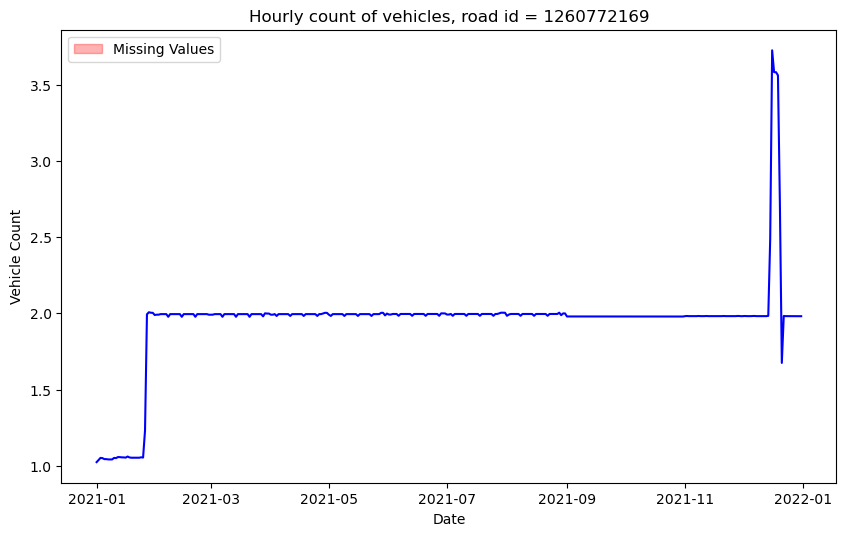 Hourly count of vehicles, road id = 1260772169
Missing Values
Vehicle Count
3.5
3.0
2.5
2.0
1.5
1.0
2021-01 2021-03 2021-05 2021-07 2021-09 2021-11 2022-01
Date